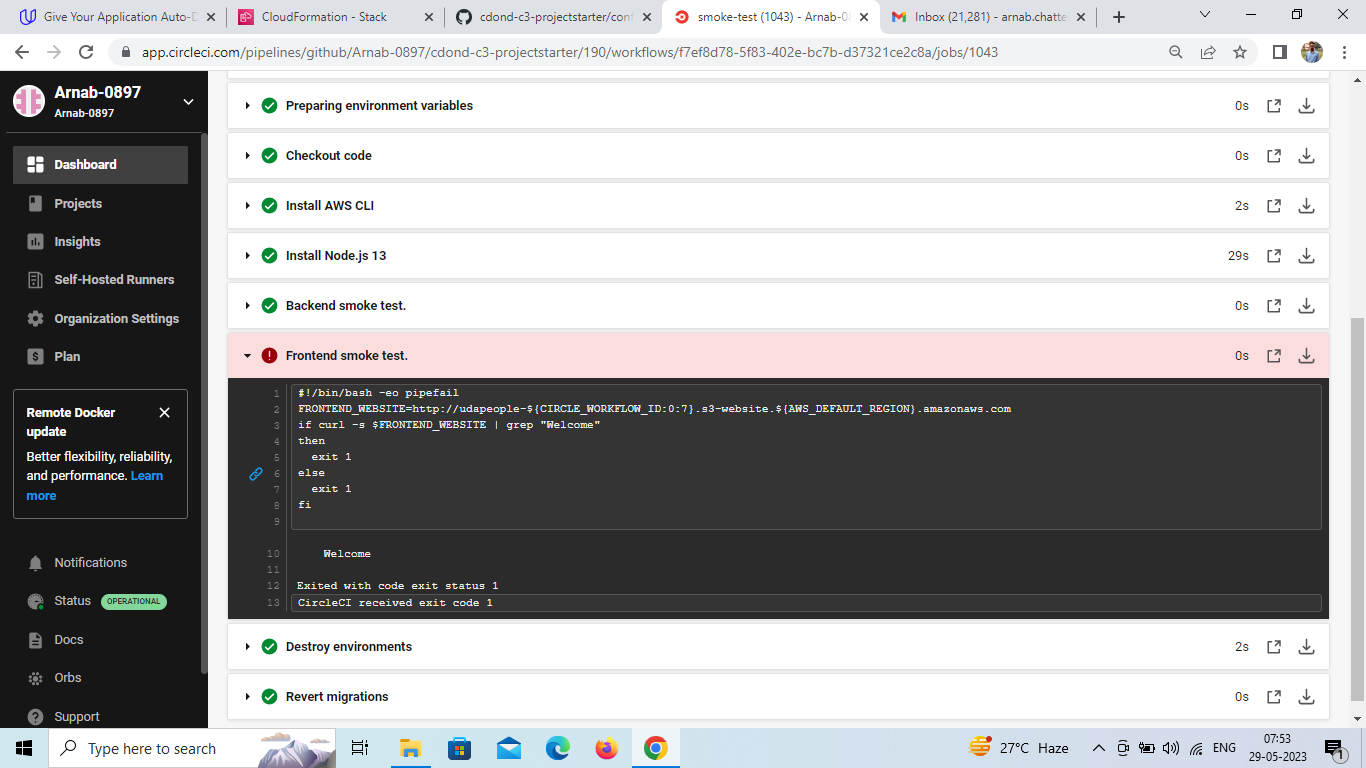 Give Your Application Auto-D
CloudFormation - Stack
cdond-c3-projectstarter/conf
smoke-test (1043) - Arnab-08
Inbox (21,281) - arnab.chatte
app.circleci.com/pipelines/github/Arnab-0897/cdond-c3-projectstarter/190/workflows/f7ef8d78-5f83-402e-bc7b-d37321ce2c8a/jobs/1043
Arnab-0897
Arnab-0897
Dashboard
Projects
Insights
Self-Hosted Runners
Organization Settings
Plan
Remote Docker
update
Better flexibility, reliability,
and performance. Learn
more
Notifications
Status OPERATIONAL
Docs
Orbs
Support
Preparing environment variables 0s
Checkout code 0s
Install AWS CLI 2s
Install Node.js 13 29s
Backend smoke test. 0s
Frontend smoke test. 0s
1 #!/bin/bash -eo pipefail
2 FRONTEND_WEBSITE=http://udapeople-${CIRCLE_WORKFLOW_ID:0:7}.s3-website.${AWS_DEFAULT_REGION}.amazonaws.com
3 if curl -s $FRONTEND_WEBSITE | grep "Welcome"
4 then
5 exit 1
6 else
7 exit 1
8 fi
9
10 Welcome
11
12 Exited with code exit status 1
13 CircleCI received exit code 1
Destroy environments 2s
Revert migrations 0s
Type here to search
27°C Haze
ENG
07:53
29-05-2023
1